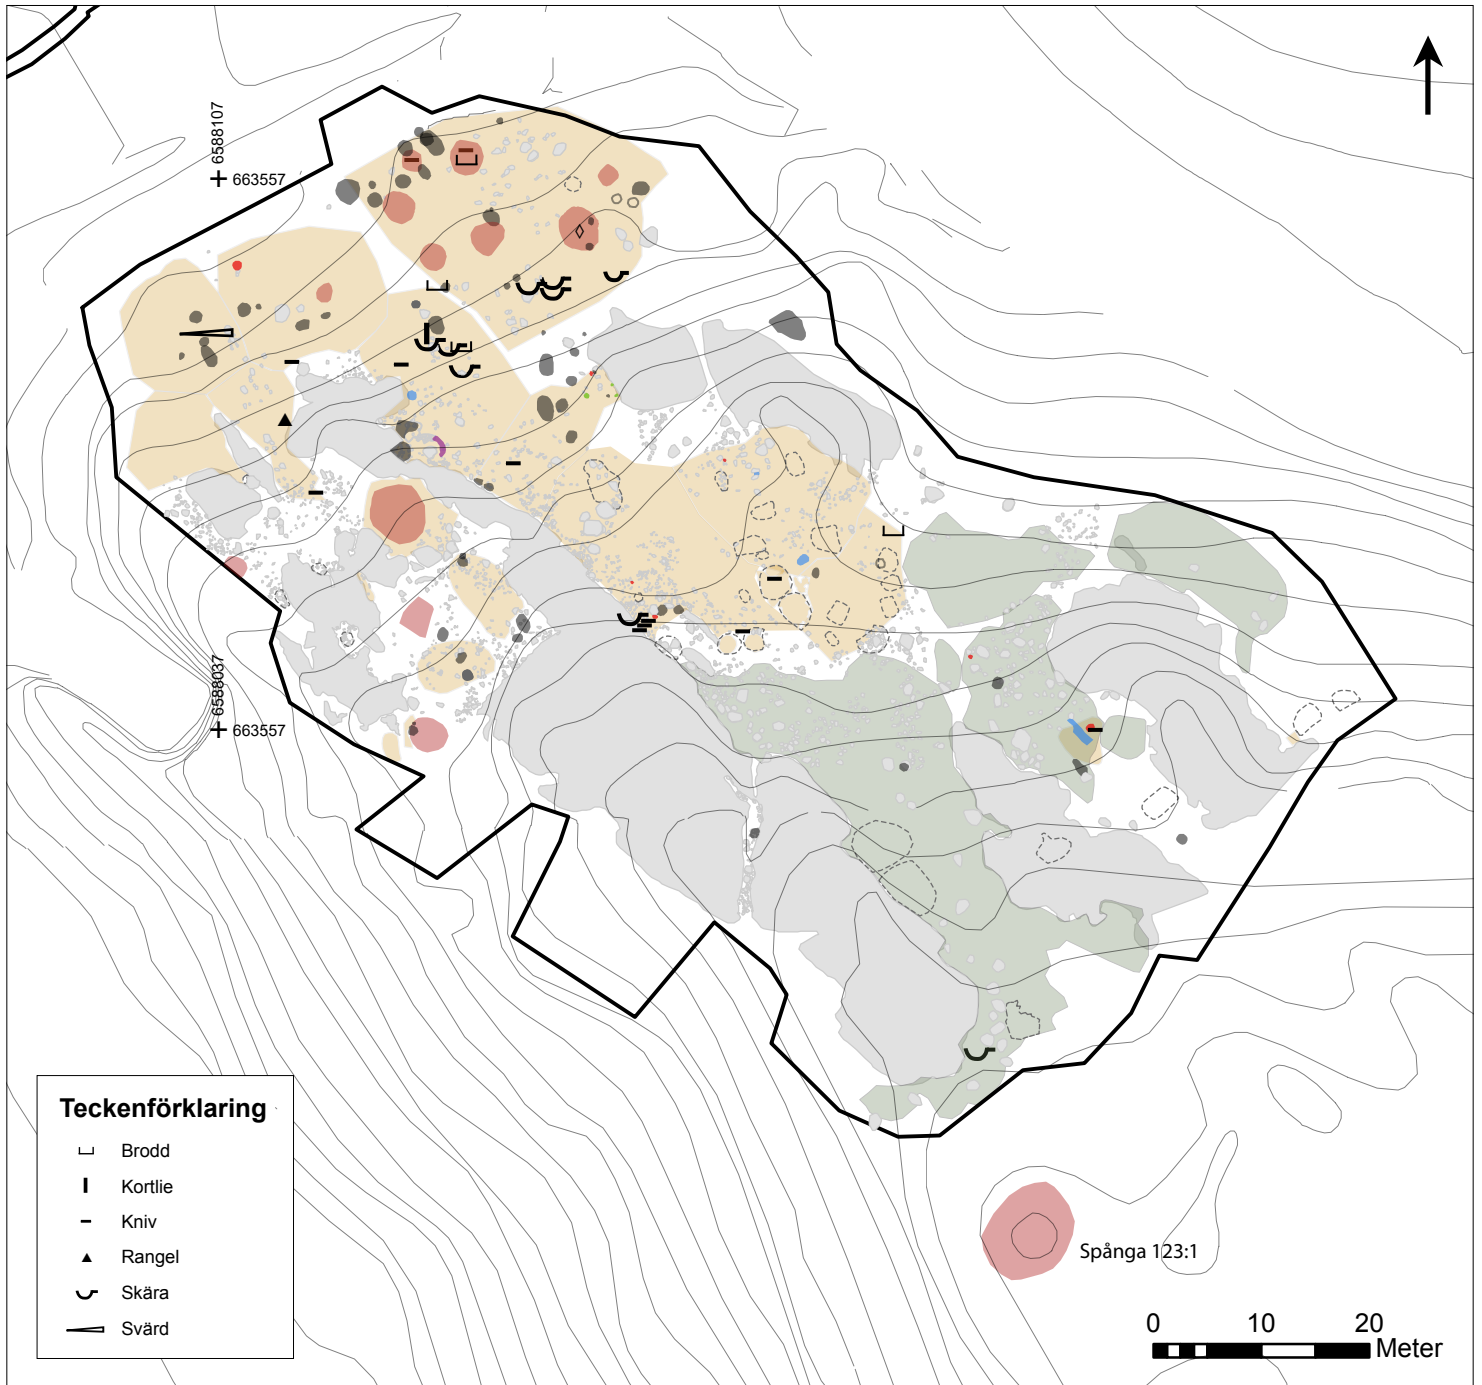 6588107
663557
6588037
663557
Teckenförklaring
Brodd
Kortlie
Kniv
Rangel
Skära
Svärd
Spånga 123:1
0 10 20
Meter